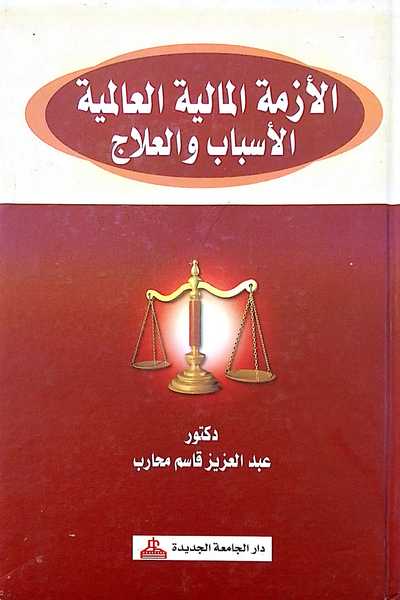 الأزمة المالية العالمية
الأسباب والعلاج
دكتور
عبد العزيز قاسم محارب
دار الجامعة الجديدة